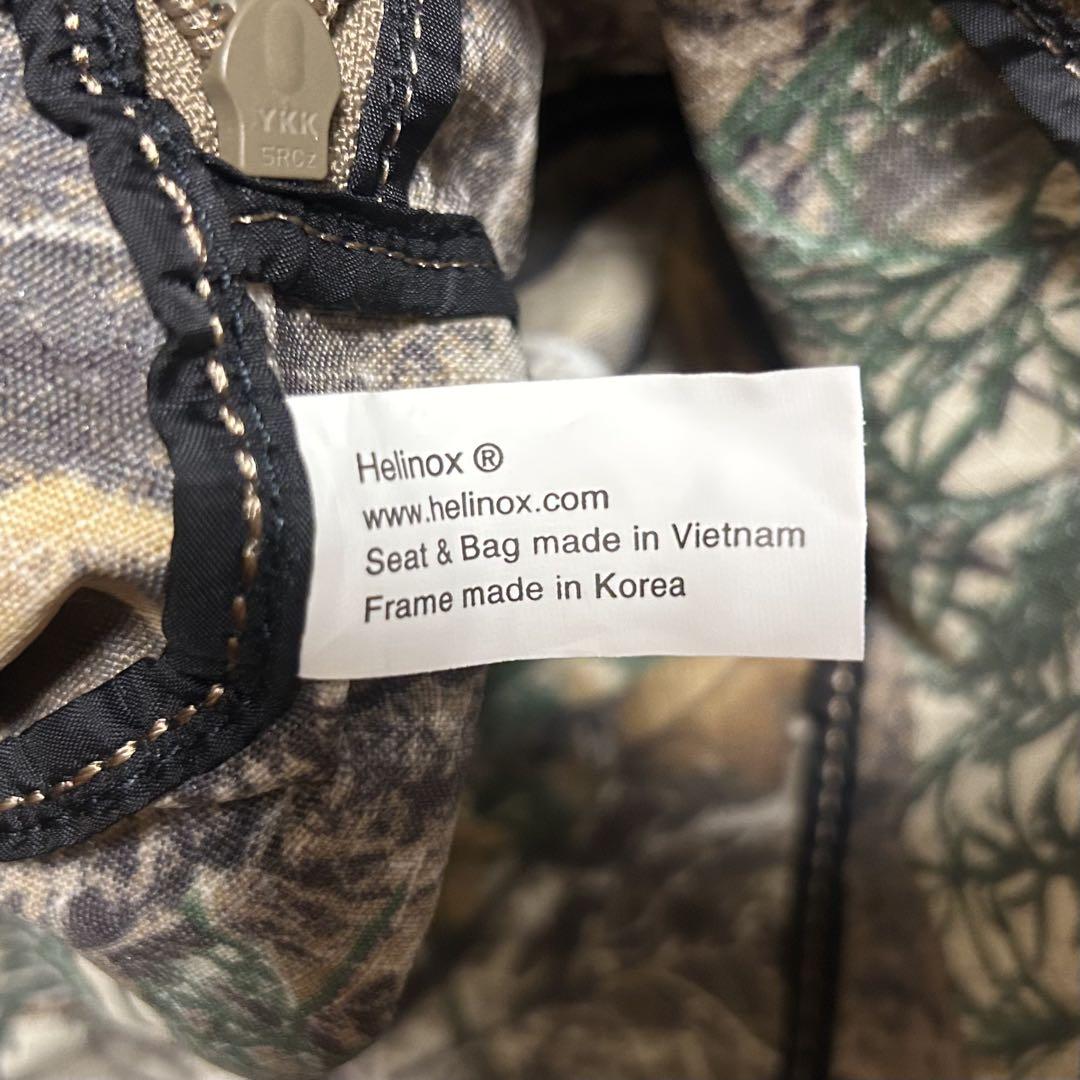 YKK
5RCz
Helinox ®
www.helinox.com
Seat & Bag made in Vietnam
Frame made in Korea